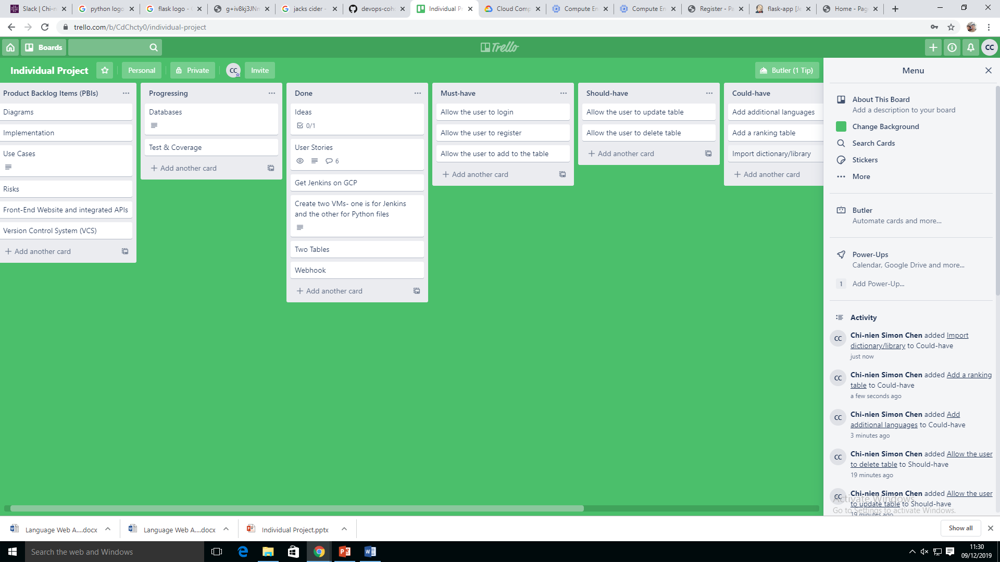 Slack | Chi-n
python logo
flask logo - G
g+iv8kj3JNn
jacks cider -
devops-coho
Individual Pr
Cloud Comp
Compute En
Compute En
Register - Pa
flask-app [Je
Home - Page
trello.com/b/CdChcty0/individual-project
Boards
Trello
CC
Individual Project
Personal
Private
CC
Invite
Butler (1 Tip)
Product Backlog Items (PBIs)
Diagrams
Implementation
Use Cases
Risks
Front-End Website and integrated APIs
Version Control System (VCS)
Add another card
Progressing
Databases
Test & Coverage
Add another card
Done
Ideas
0/1
User Stories
6
Get Jenkins on GCP
Create two VMs- one is for Jenkins
and the other for Python files
Two Tables
Webhook
Add another card
Must-have
Allow the user to login
Allow the user to register
Allow the user to add to the table
Add another card
Should-have
Allow the user to update table
Allow the user to delete table
Add another card
Could-have
Add additional languages
Add a ranking table
Import dictionary/library
Add another card
Menu
About This Board
Add a description to your board
Change Background
Search Cards
Stickers
More
Butler
Automate cards and more...
Power-Ups
Calendar, Google Drive and more...
1 Add Power-Up...
Activity
CC
Chi-nien Simon Chen added Import
dictionary/library to Could-have
just now
CC
Chi-nien Simon Chen added Add a ranking
table to Could-have
a few seconds ago
CC
Chi-nien Simon Chen added Add
additional languages to Could-have
3 minutes ago
CC
Chi-nien Simon Chen added Allow the user
to delete table to Should-have
19 minutes ago
CC
Chi-nien Simon Chen added Allow the user
to update table to Should-have
19 minutes ago
Activate Windows
Go to Settings to activate Windows.
Language Web A....docx
Language Web A....docx
Individual Project.pptx
Show all
Search the web and Windows
11:30
09/12/2019